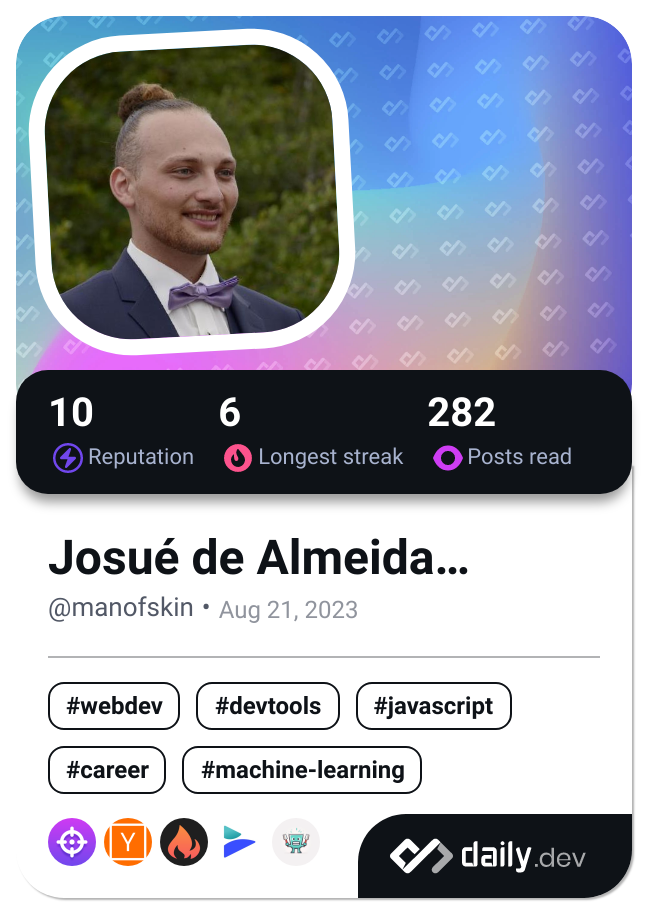 10 6 282
Reputation Longest streak Posts read
Josué de Almeida...
@manofskin • Aug 21, 2023
#webdev #devtools #javascript
#career #machine-learning
Y
daily.dev